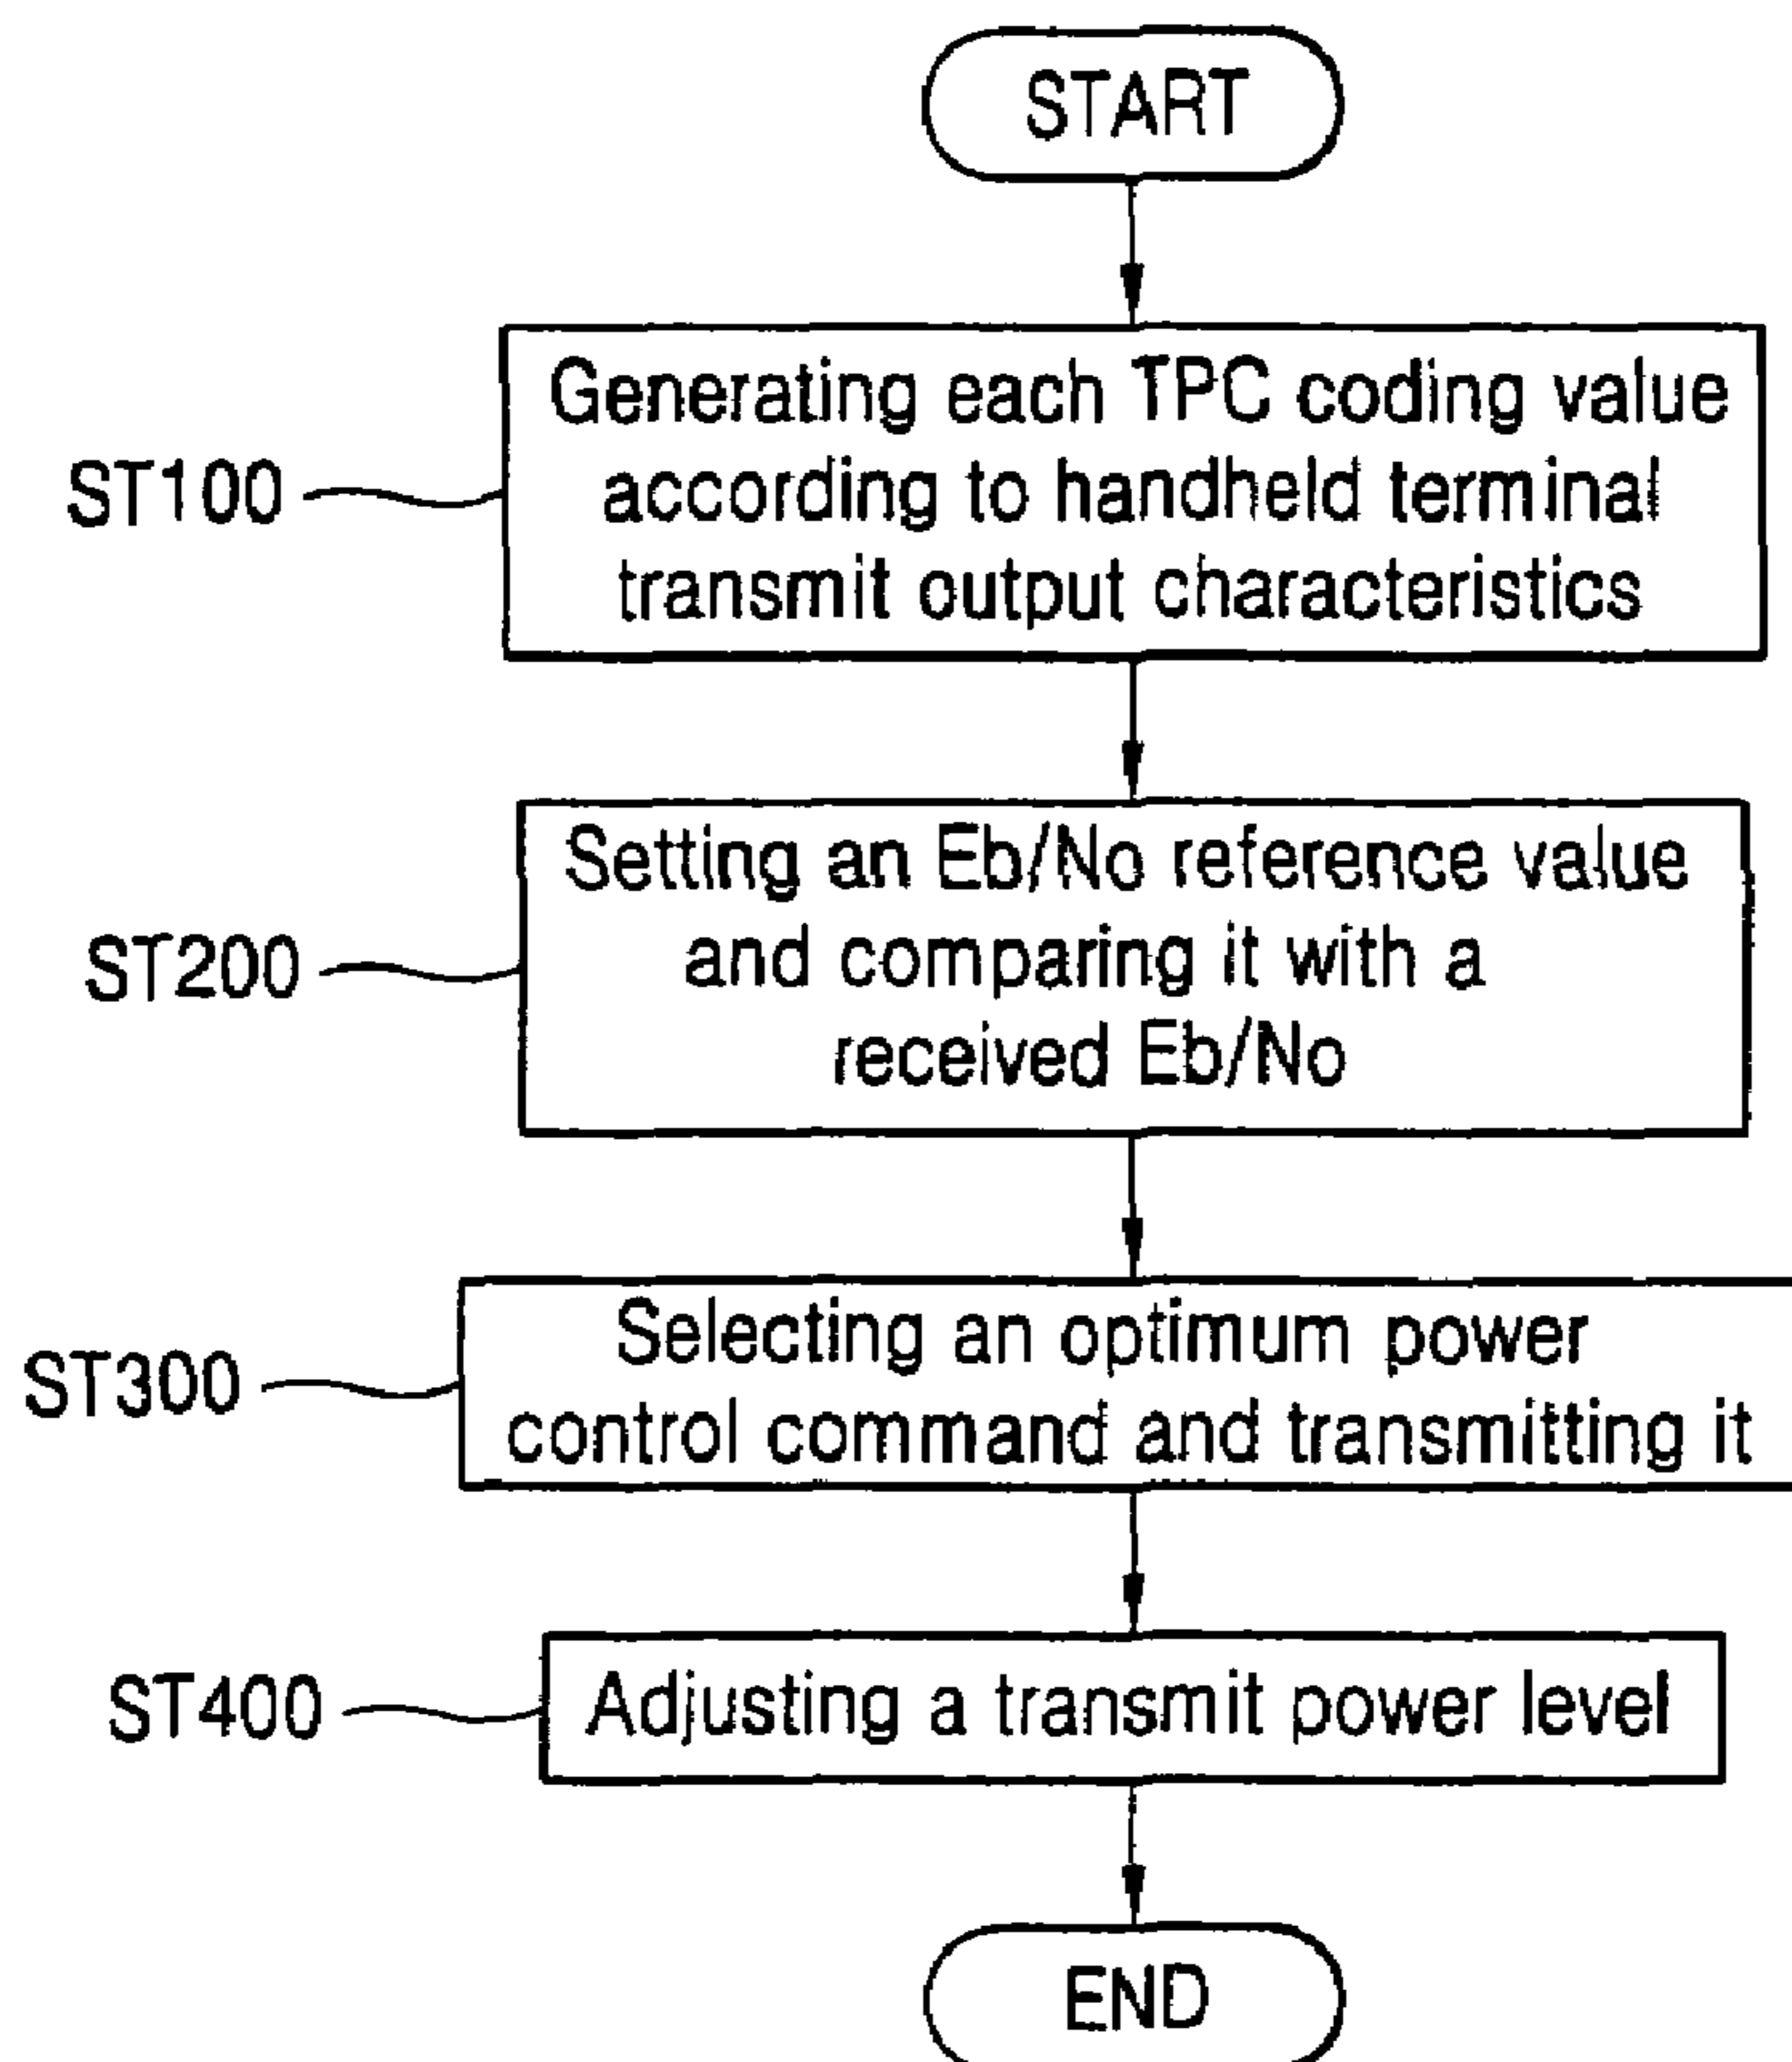 START
Generating each TPC coding value
according to handheld terminal
transmit output characteristics
ST100
Setting an Eb/No reference value
and comparing it with a
received Eb/No
ST200
Selecting an optimum power
control command and transmitting it
ST300
Adjusting a transmit power level
ST400
END